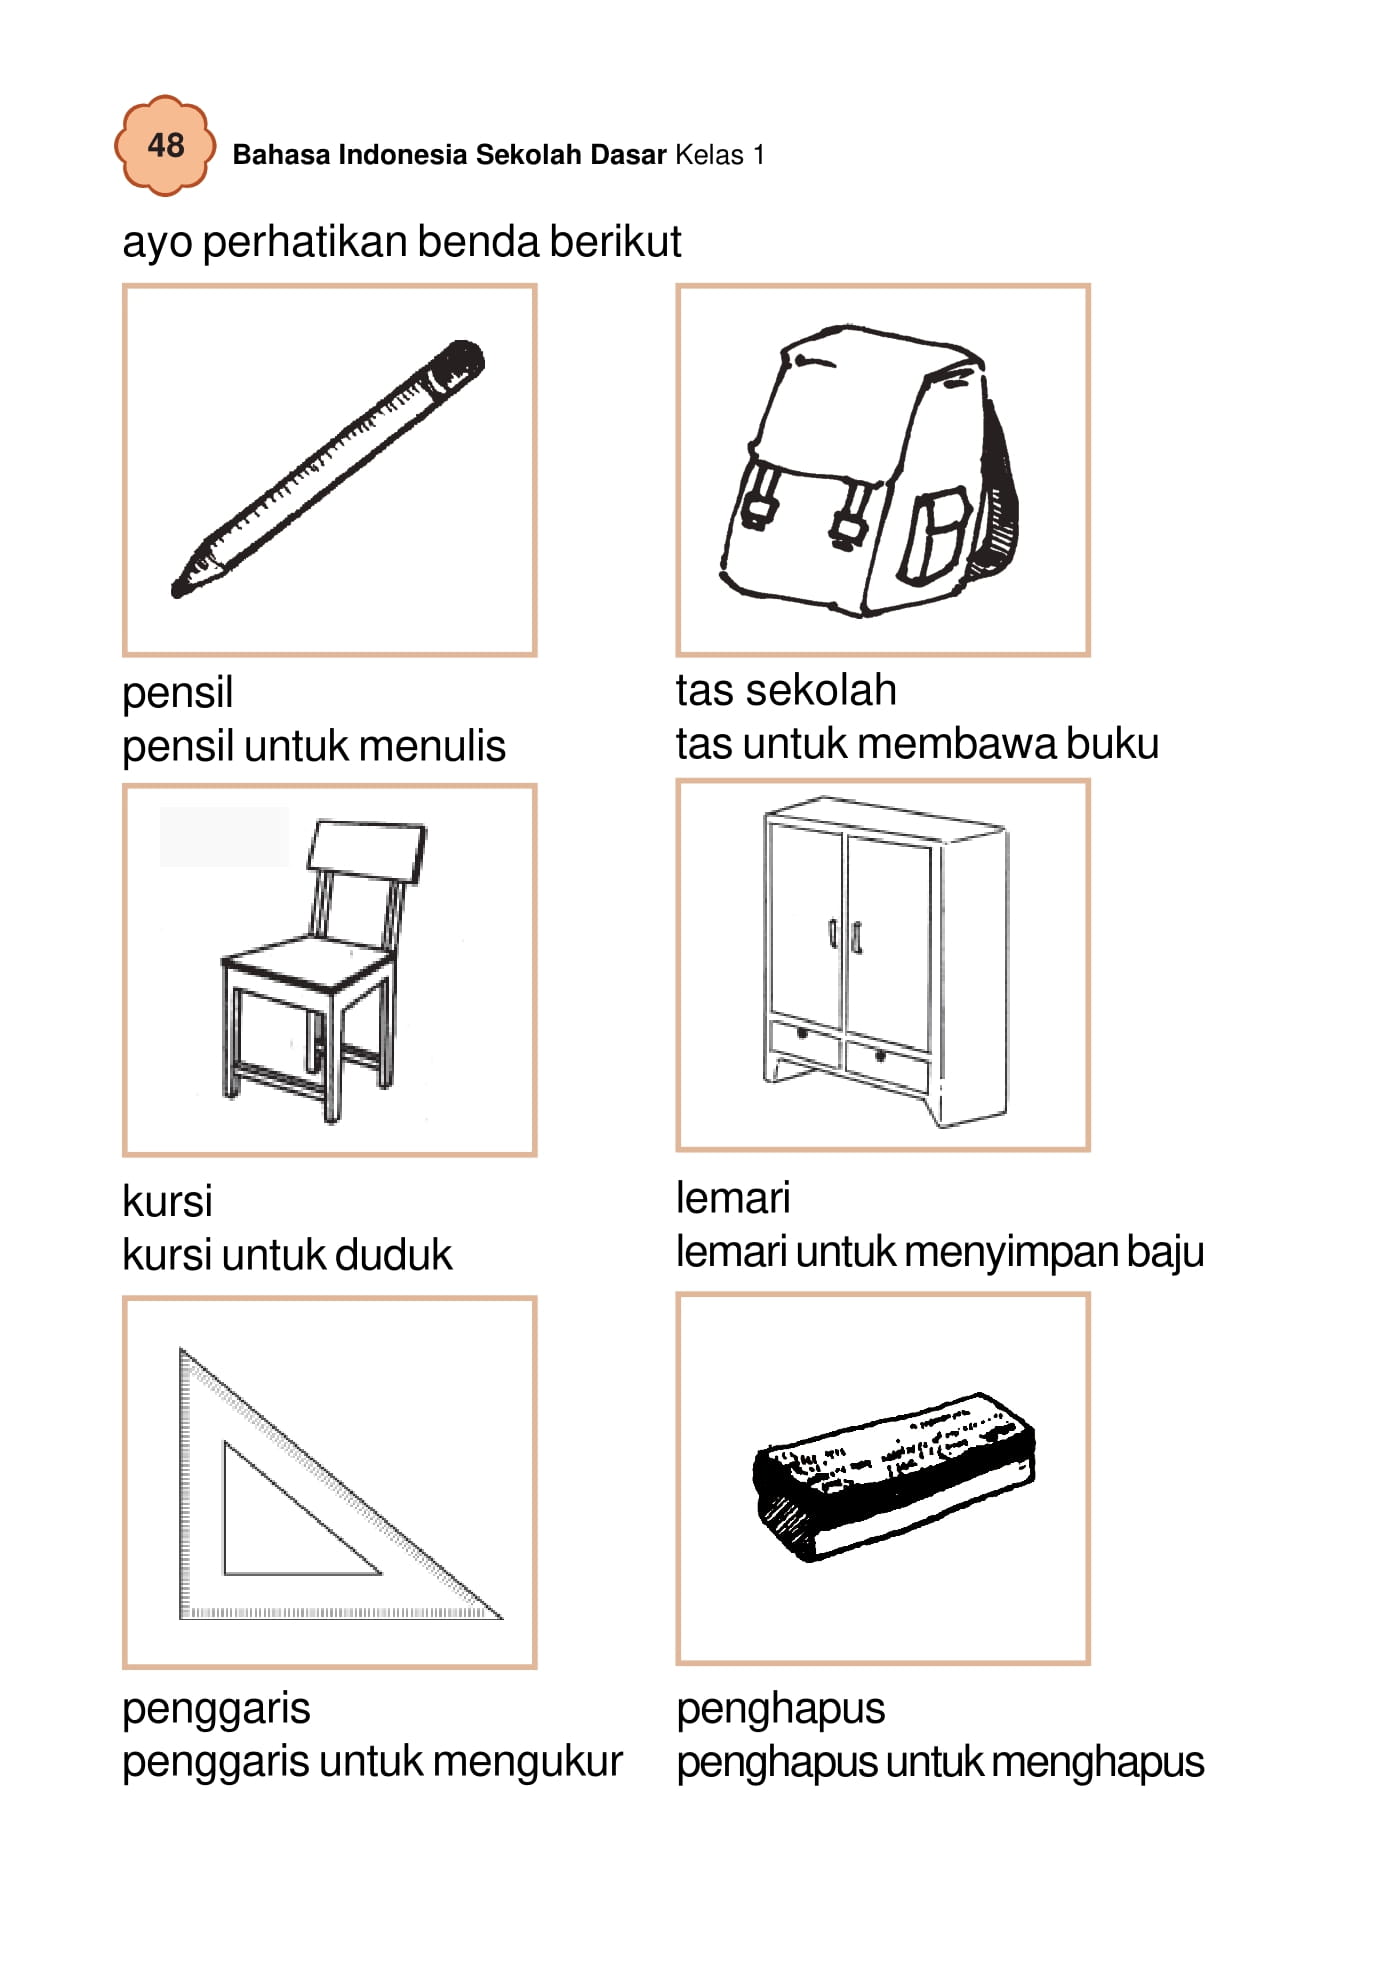 48
Bahasa Indonesia Sekolah Dasar Kelas 1
ayo perhatikan benda berikut
pensil
pensil untuk menulis
tas sekolah
tas untuk membawa buku
kursi
kursi untuk duduk
lemari
lemari untuk menyimpan baju
penggaris
penggaris untuk mengukur
penghapus
penghapus untuk menghapus